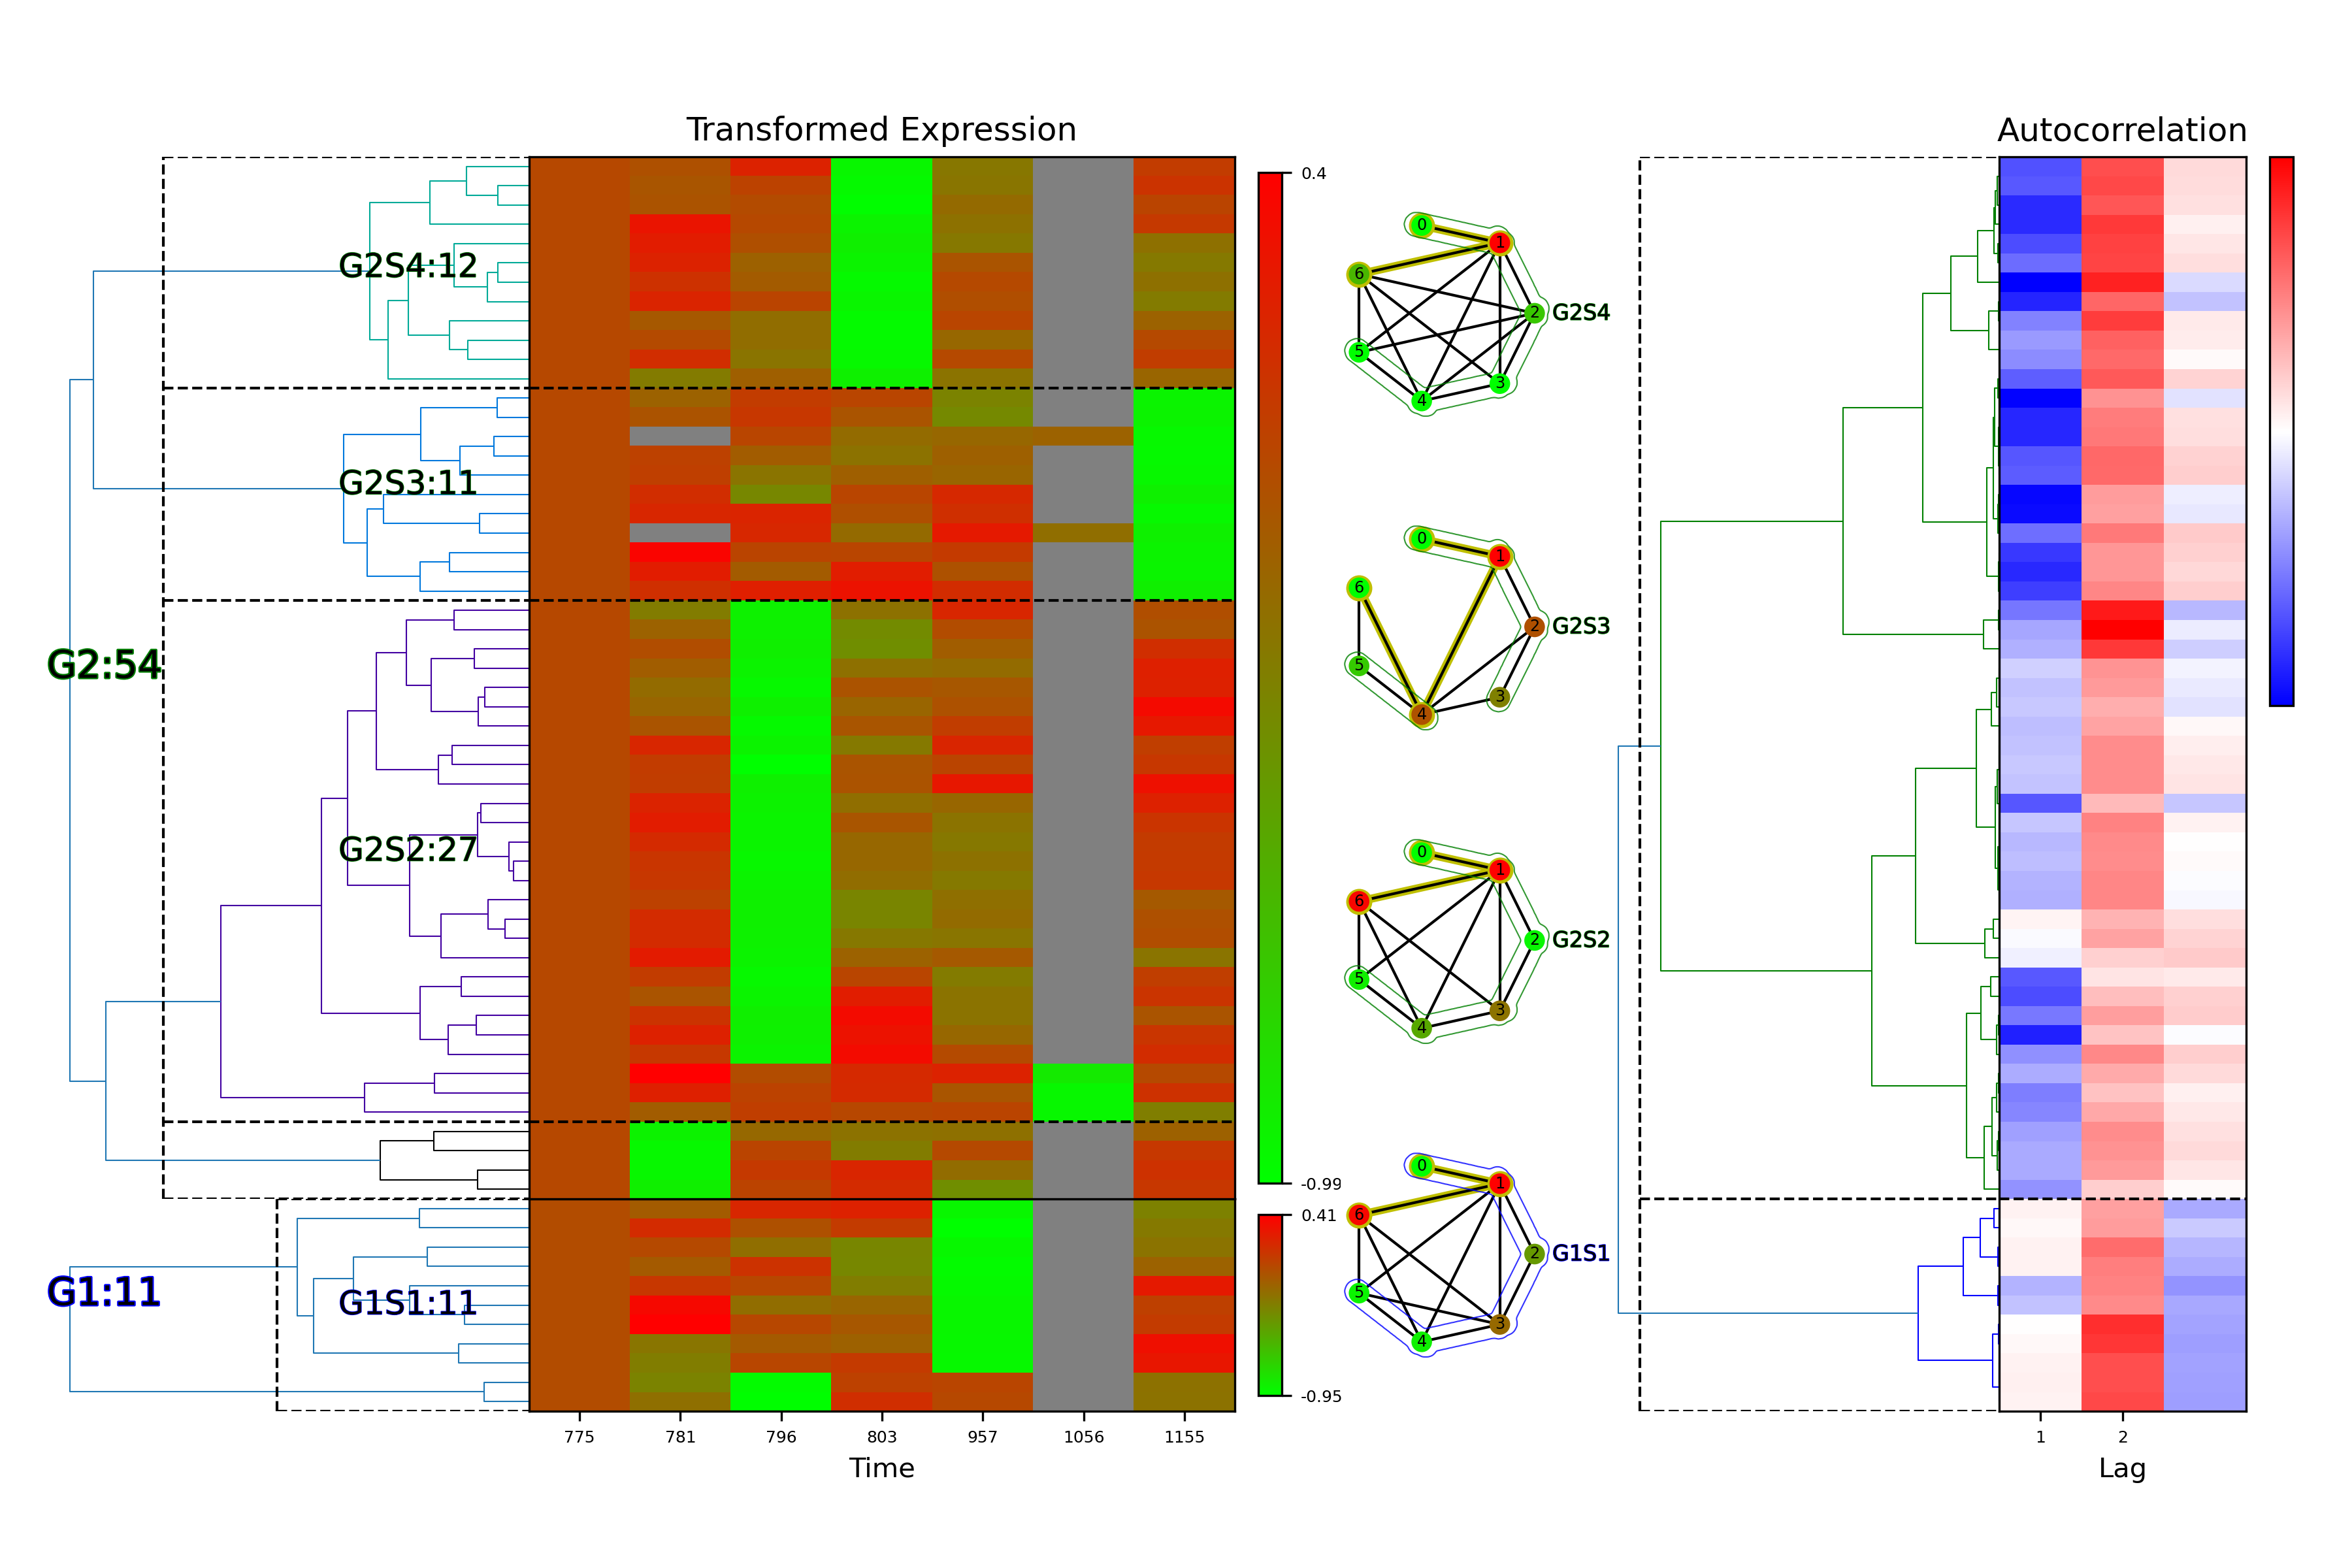 Transformed Expression
Autocorrelation
0.4
-0.99
0.41
-0.95
G2:54
G2S4:12
G2S3:11
G2S2:27
G1:11
G1S1:11
0
1
2
3
4
5
6
G2S4
0
1
2
3
4
5
6
G2S3
0
1
2
3
4
5
6
G2S2
0
1
2
3
4
5
6
G1S1
775 781 796 803 957 1056 1155
Time
1 2
Lag